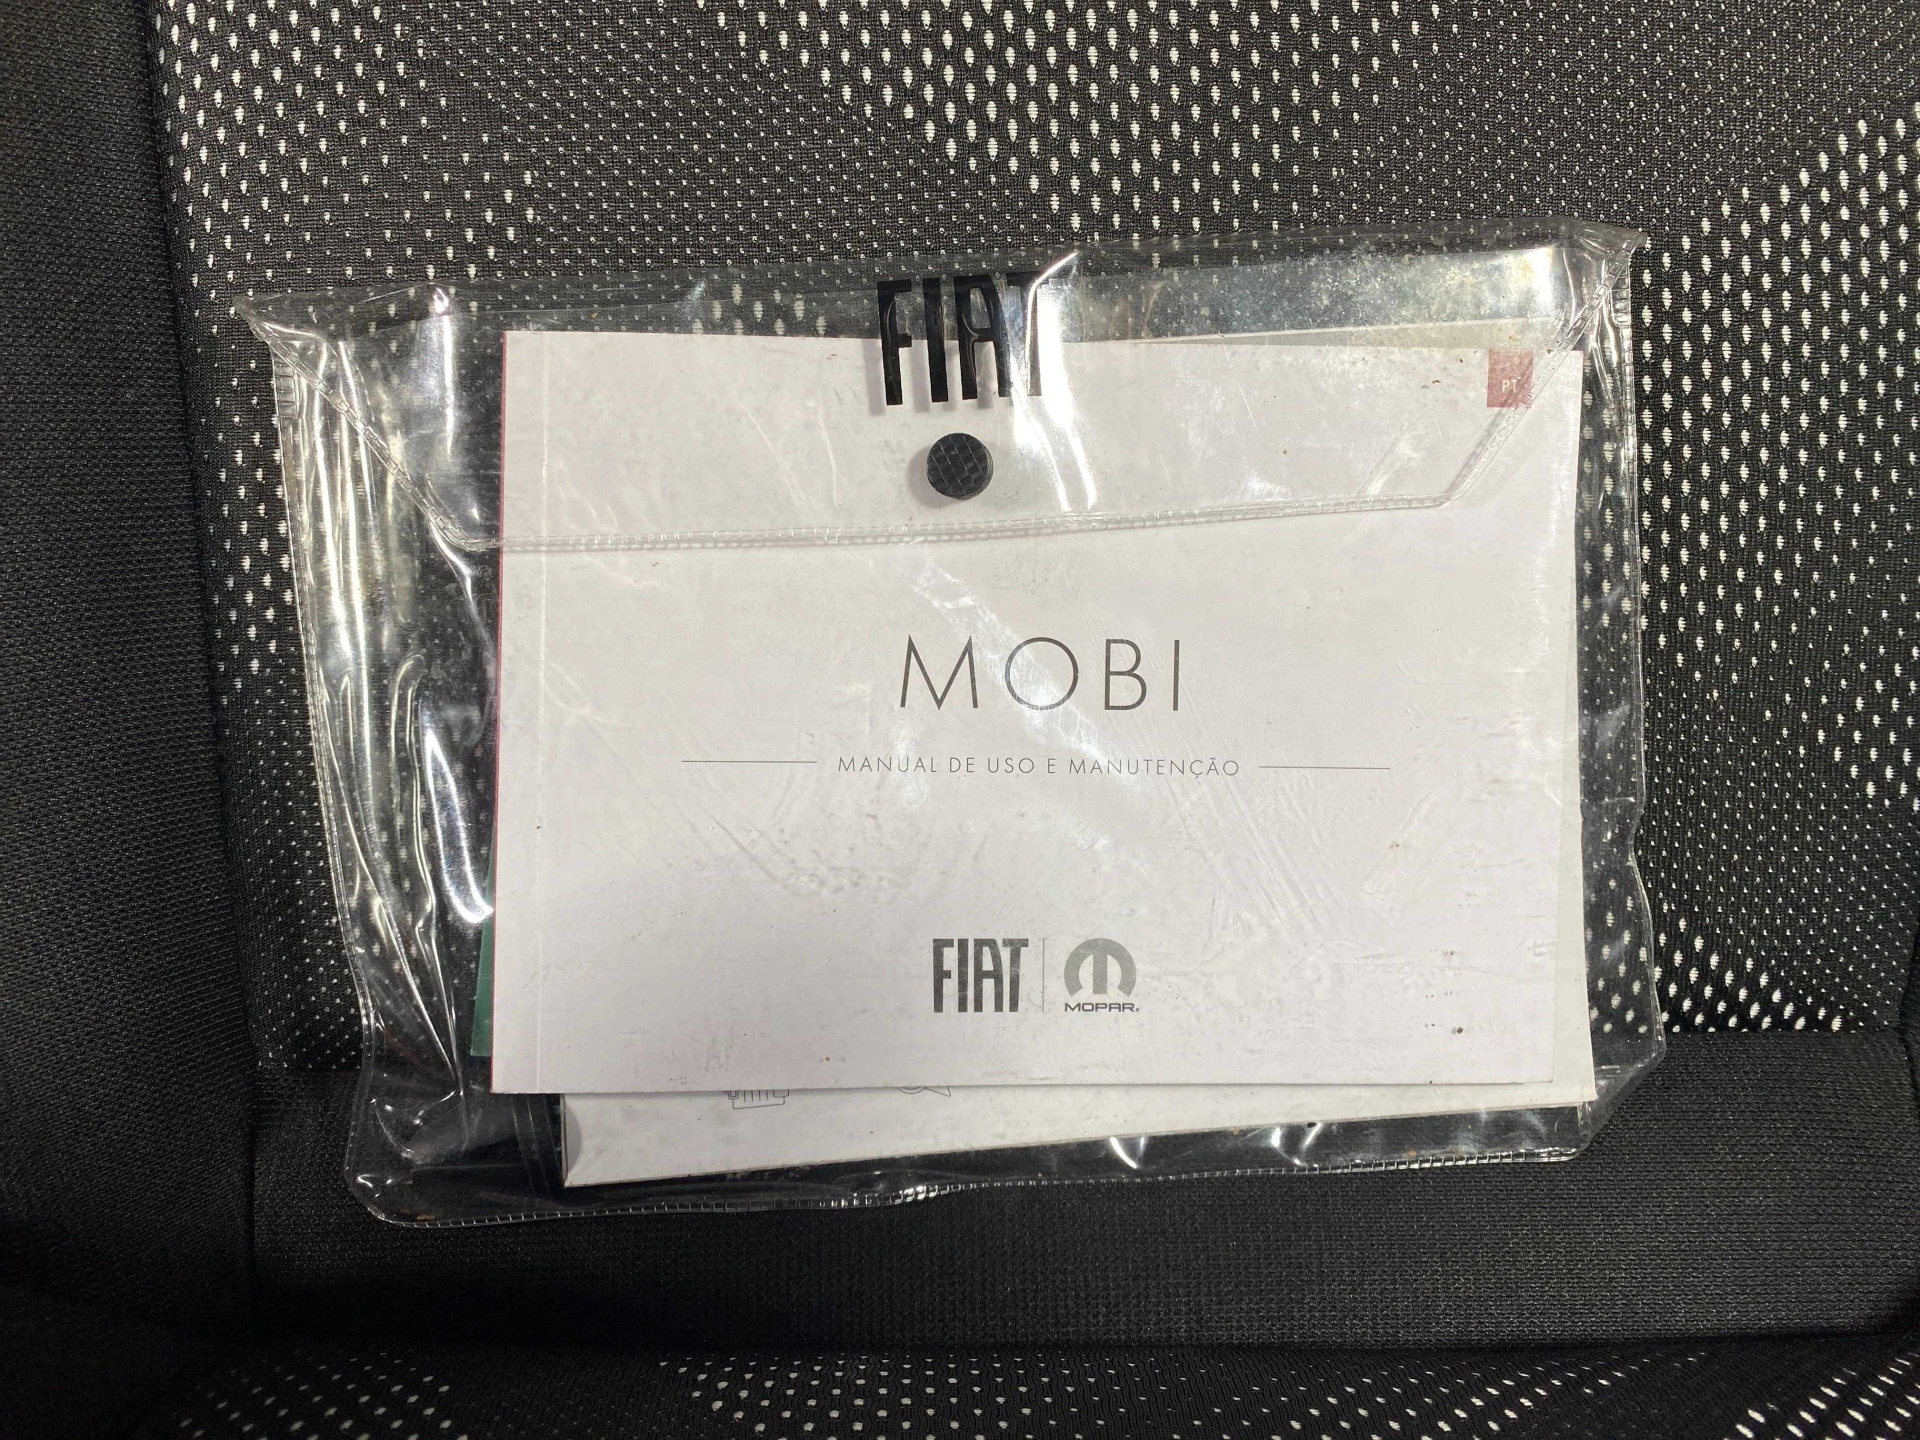 FIAT
PT
MOBI
MANUAL DE USO E MANUTENÇÃO
FIAT
MOPAR®